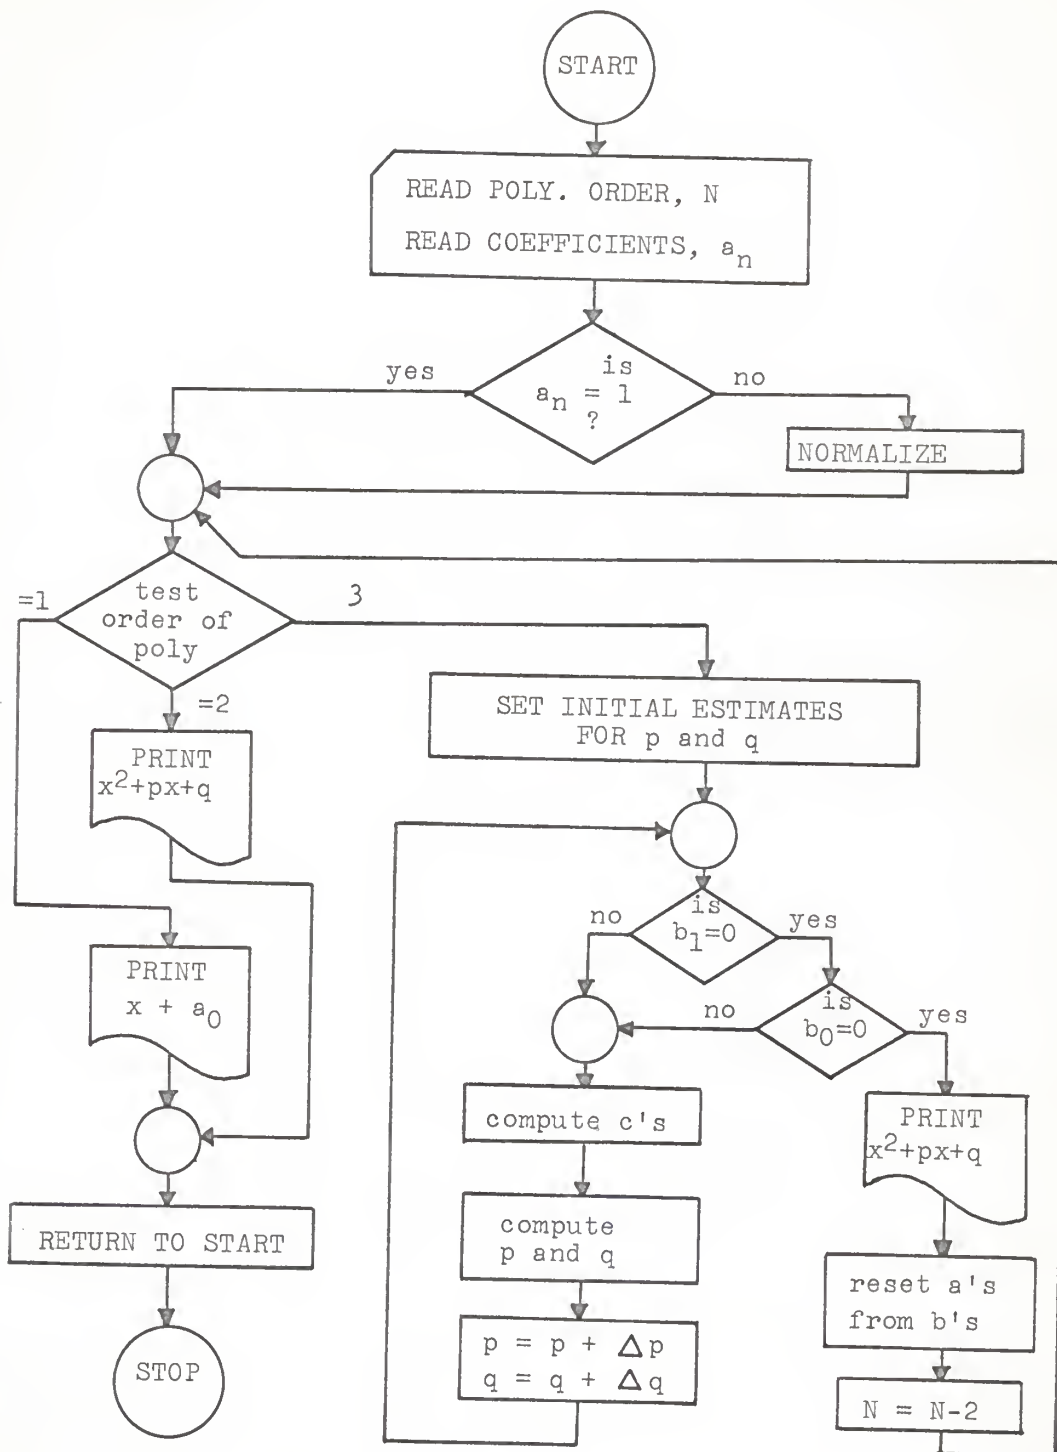 START
READ POLY. ORDER, N
READ COEFFICIENTS, aₙ
is
aₙ = 1
?
yes
no
NORMALIZE
test
order of
poly
=1
3
=2
PRINT
x²+px+q
SET INITIAL ESTIMATES
FOR p and q
is
b₁=0
no
yes
is
b₀=0
no
yes
PRINT
x + a₀
compute c's
PRINT
x²+px+q
compute
p and q
RETURN TO START
reset a's
from b's
p = p + Δp
q = q + Δq
STOP
N = N-2